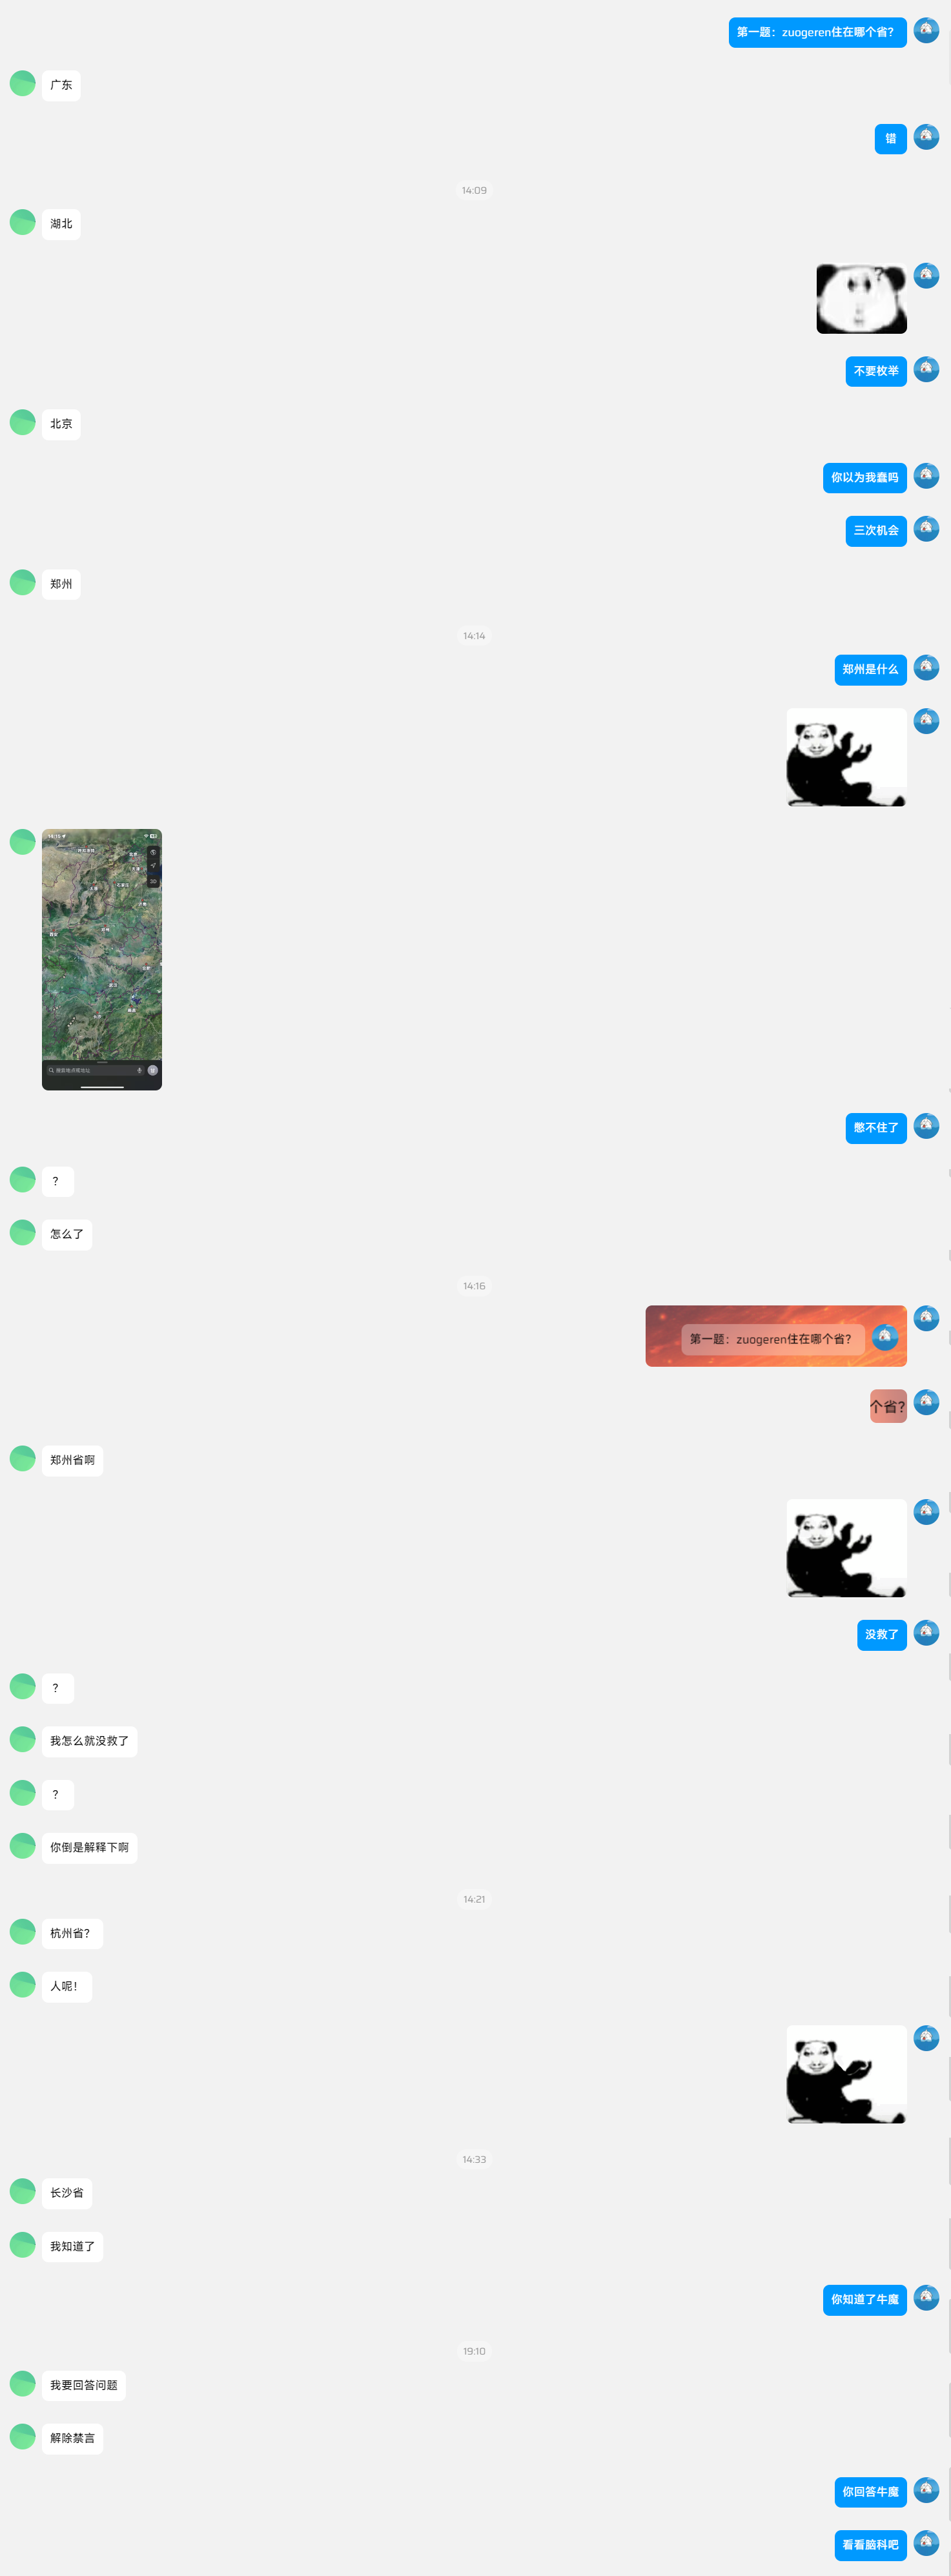 第一题：zuogeren住在哪个省？
广东
错
14:09
湖北
?
不要枚举
北京
你以为我蠢吗
三次机会
郑州
14:14
郑州是什么
搜索地点或地址
憋不住了
？
怎么了
14:16
第一题：zuogeren住在哪个省？
个省?
郑州省啊
没救了
？
我怎么就没救了
？
你倒是解释下啊
14:21
杭州省？
人呢！
14:33
长沙省
我知道了
你知道了牛魔
19:10
我要回答问题
解除禁言
你回答牛魔
看看脑科吧